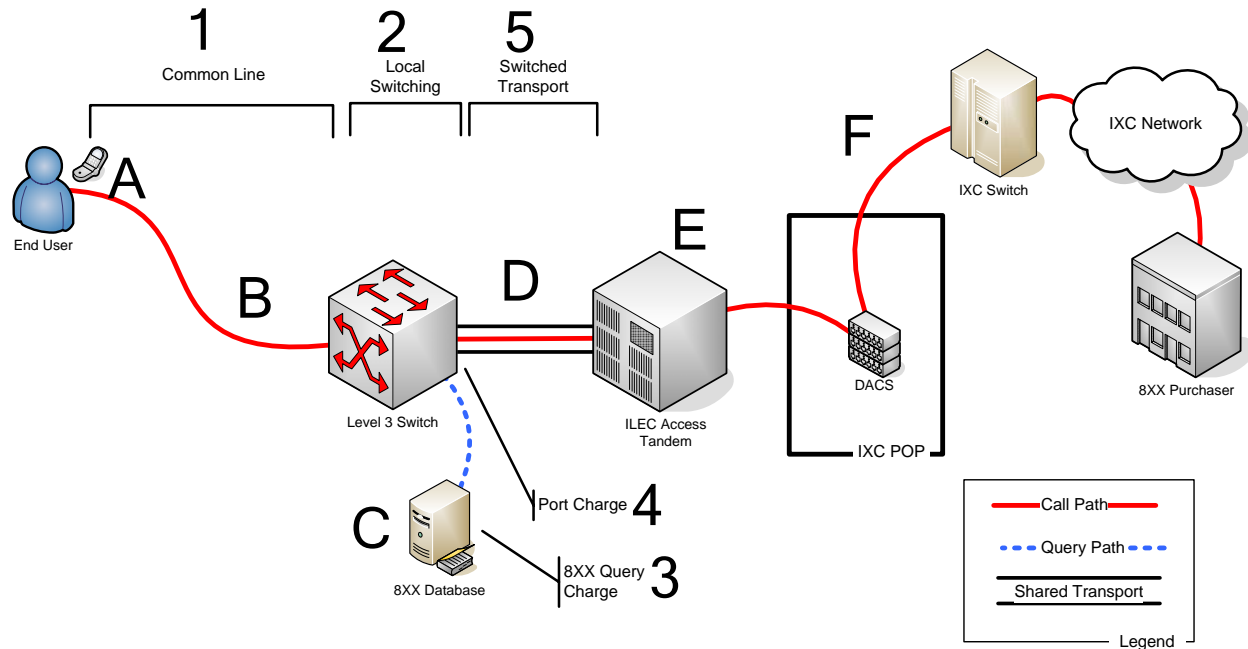 1
Common Line
2
Local
Switching
5
Switched
Transport
A
End User
B
Level 3 Switch
D
E
ILEC Access
Tandem
F
IXC Switch
IXC Network
8XX Purchaser
DACS
IXC POP
C
8XX Database
Port Charge
4
8XX Query
Charge
3
Call Path
Query Path
Shared Transport
Legend